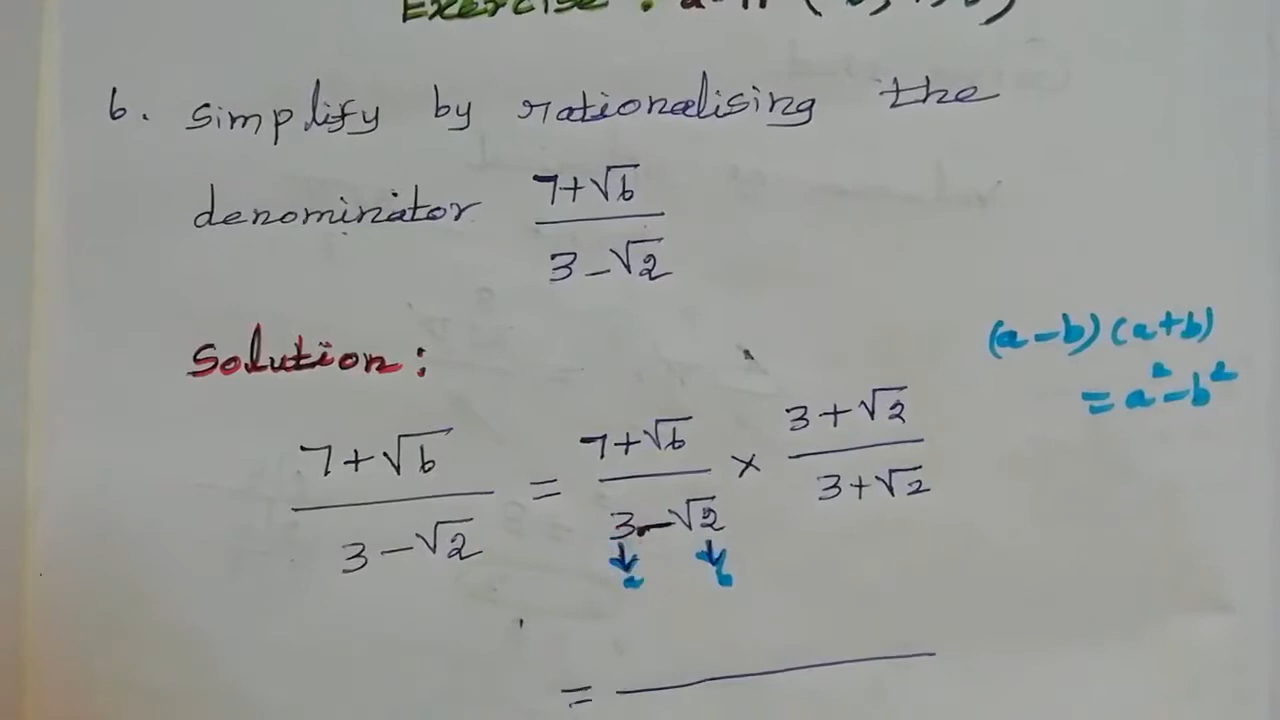 Exercise :
6. Simplify by rationalising the
denominator (7+√6)/(3-√2)
Solution:
(a-b)(a+b)
= a²-b²
(7+√6)/(3-√2) = (7+√6)/(3-√2) × (3+√2)/(3+√2)
a b
=